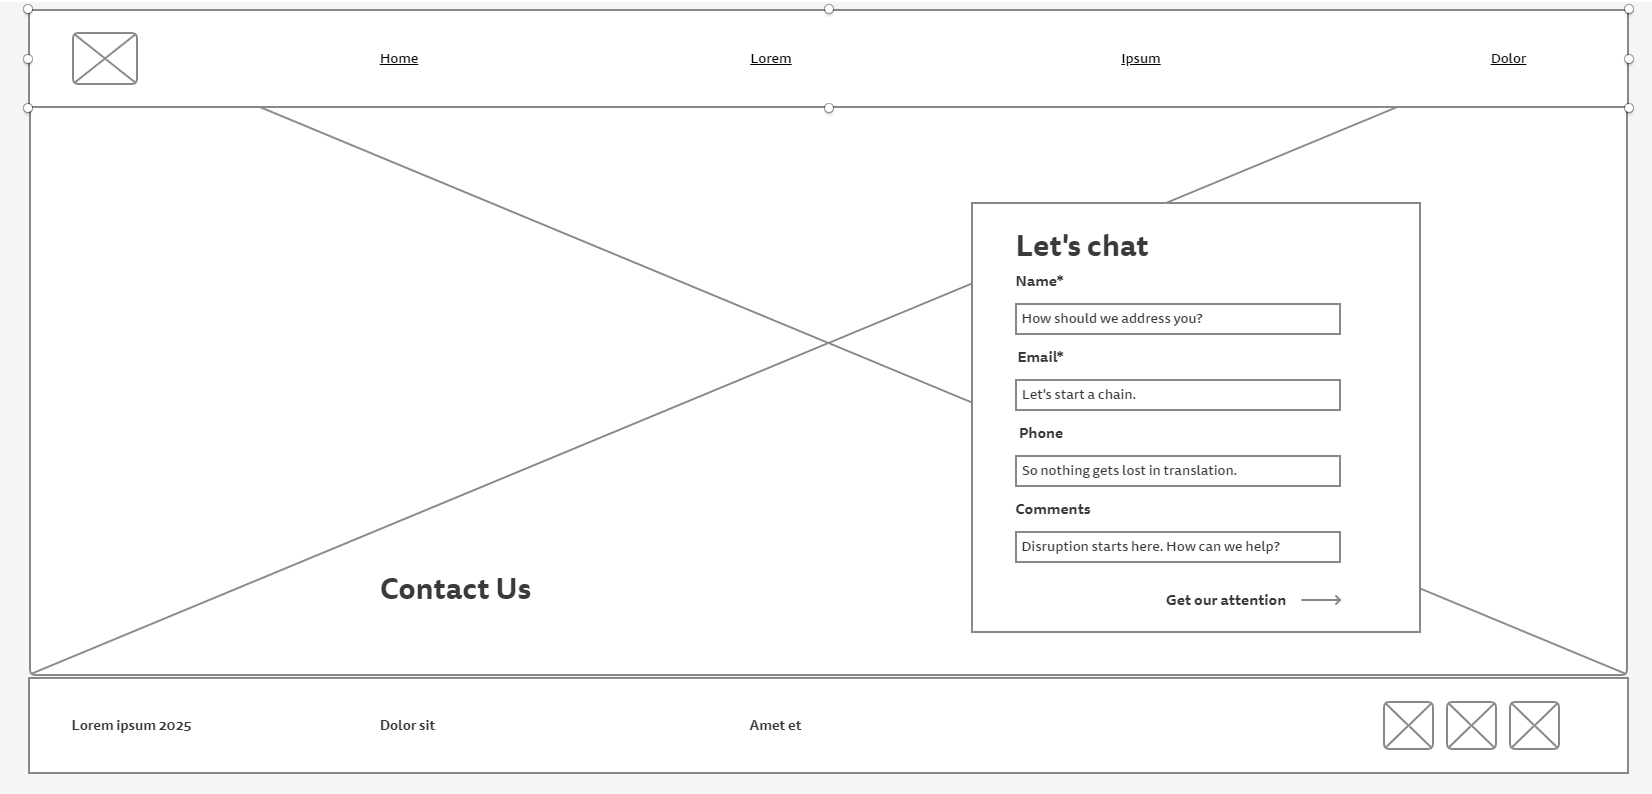 Home
Lorem
Ipsum
Dolor
Let's chat
Name*
How should we address you?
Email*
Let's start a chain.
Phone
So nothing gets lost in translation.
Comments
Disruption starts here. How can we help?
Get our attention
Contact Us
Lorem ipsum 2025
Dolor sit
Amet et